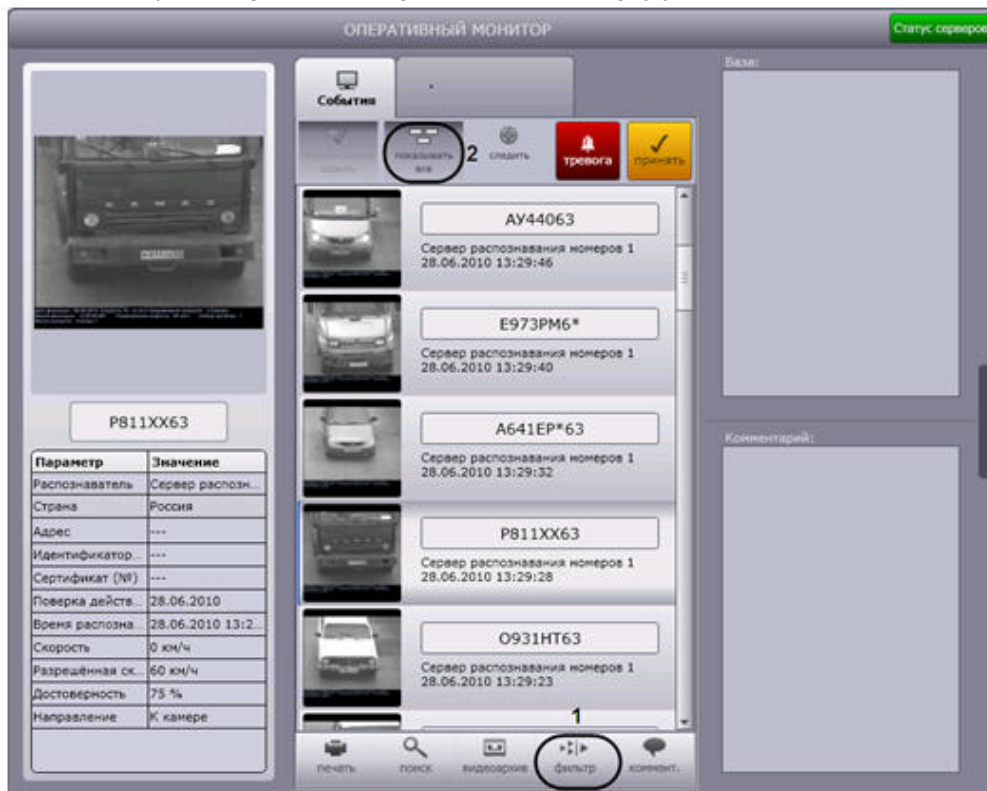 ОПЕРАТИВНЫЙ МОНИТОР
Статус серверов
P811XX63
Параметр Значение
Распознаватель Сервер распозн...
Страна Россия
Адрес ---
Идентификатор... ---
Сертификат (№) ---
Поверка действ... 28.06.2010
Время распозна... 28.06.2010 13:2...
Скорость 0 км/ч
Разрешённая ск... 60 км/ч
Достоверность 75 %
Направление К камере
События
показывать все
2
следить
тревога
принять
АУ44063
Сервер распознавания номеров 1
28.06.2010 13:29:46
E973PM6*
Сервер распознавания номеров 1
28.06.2010 13:29:40
A641EP*63
Сервер распознавания номеров 1
28.06.2010 13:29:32
P811XX63
Сервер распознавания номеров 1
28.06.2010 13:29:28
O931HT63
Сервер распознавания номеров 1
28.06.2010 13:29:23
1
печать
поиск
видеоархив
фильтр
коммент.
База:
Комментарий: